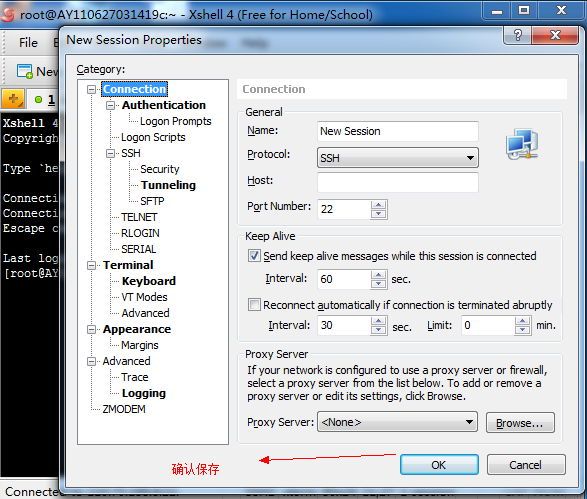 root@AY110627031419c:~ - Xshell 4 (Free for Home/School)
File
Help
New
1
Xshell 4
Copyrigh
Type `he
Connecti
Connecti
Escape c
Last log
[root@AY
New Session Properties
Category:
Connection
Authentication
Logon Prompts
Logon Scripts
SSH
Security
Tunneling
SFTP
TELNET
RLOGIN
SERIAL
Terminal
Keyboard
VT Modes
Advanced
Appearance
Margins
Advanced
Trace
Logging
ZMODEM
Connection
General
Name: New Session
Protocol: SSH
Host:
Port Number: 22
Keep Alive
Send keep alive messages while this session is connected
Interval: 60 sec.
Reconnect automatically if connection is terminated abruptly
Interval: 30 sec. Limit: 0 min.
Proxy Server
If your network is configured to use a proxy server or firewall,
select a proxy server from the list below. To add or remove a
proxy server or edit its settings, click Browse.
Proxy Server: <None> Browse...
确认保存
OK Cancel